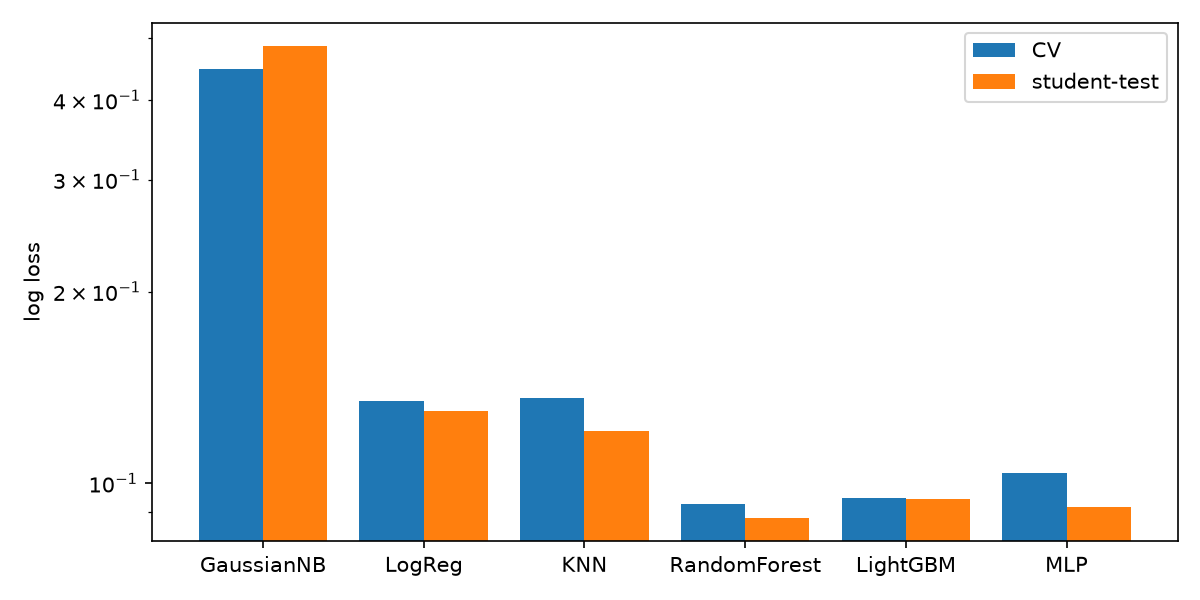 CV
student-test
4 × 10⁻¹
3 × 10⁻¹
2 × 10⁻¹
10⁻¹
log loss
GaussianNB
LogReg
KNN
RandomForest
LightGBM
MLP